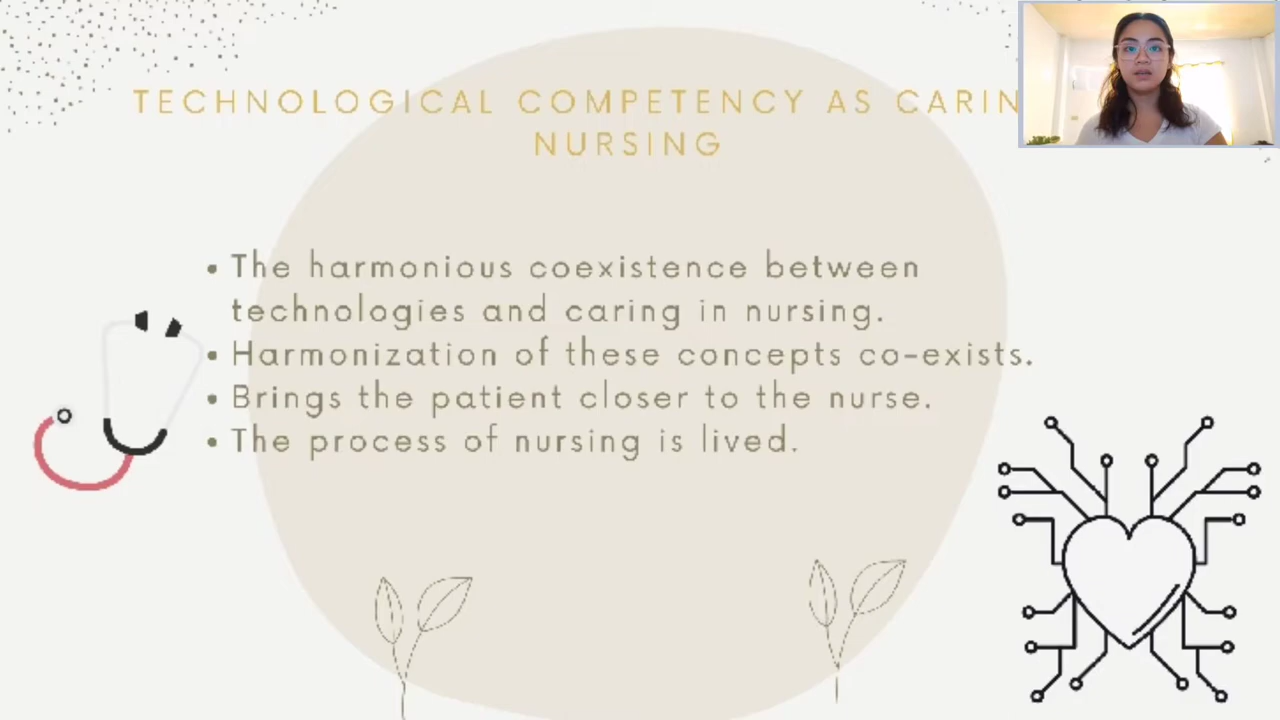 TECHNOLOGICAL COMPETENCY AS CARIN
NURSING
• The harmonious coexistence between
technologies and caring in nursing.
• Harmonization of these concepts co-exists.
• Brings the patient closer to the nurse.
• The process of nursing is lived.